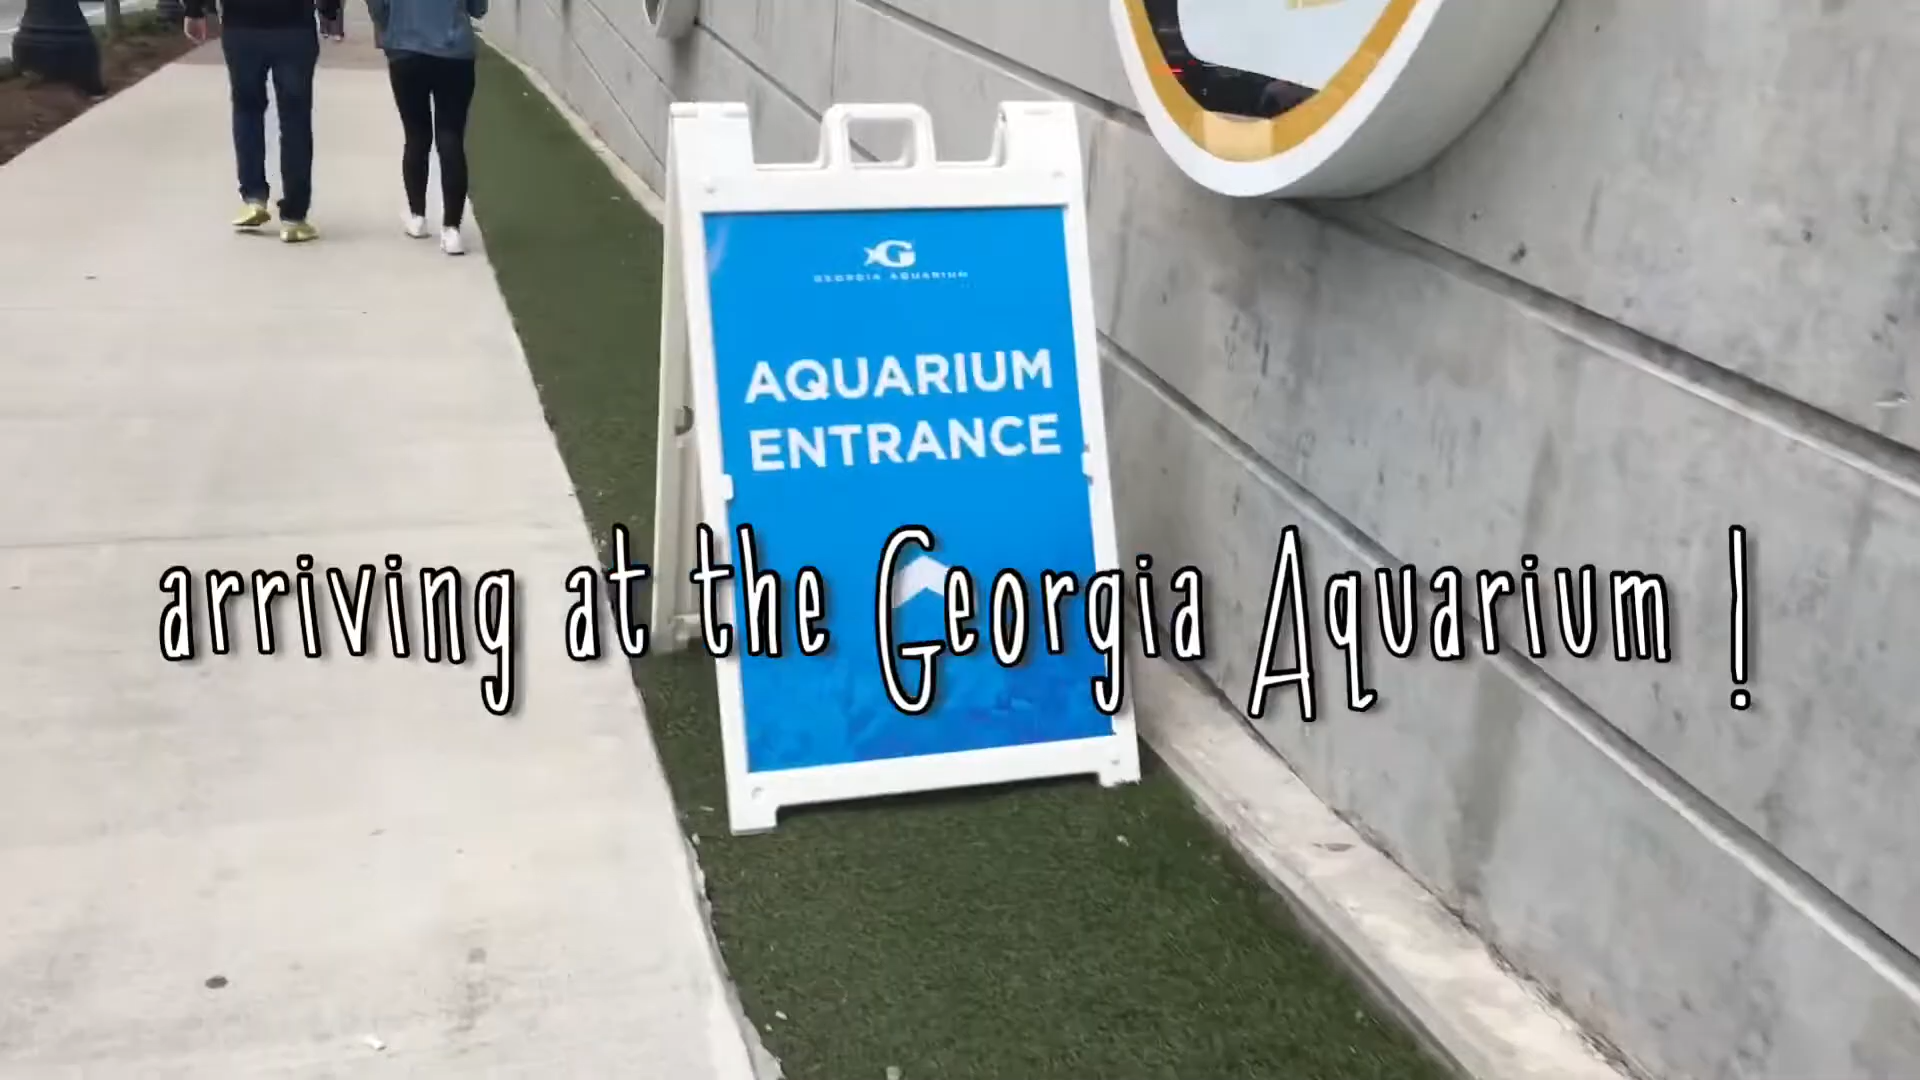 G
GEORGIA AQUARIUM
AQUARIUM
ENTRANCE
arriving at the Georgia Aquarium !